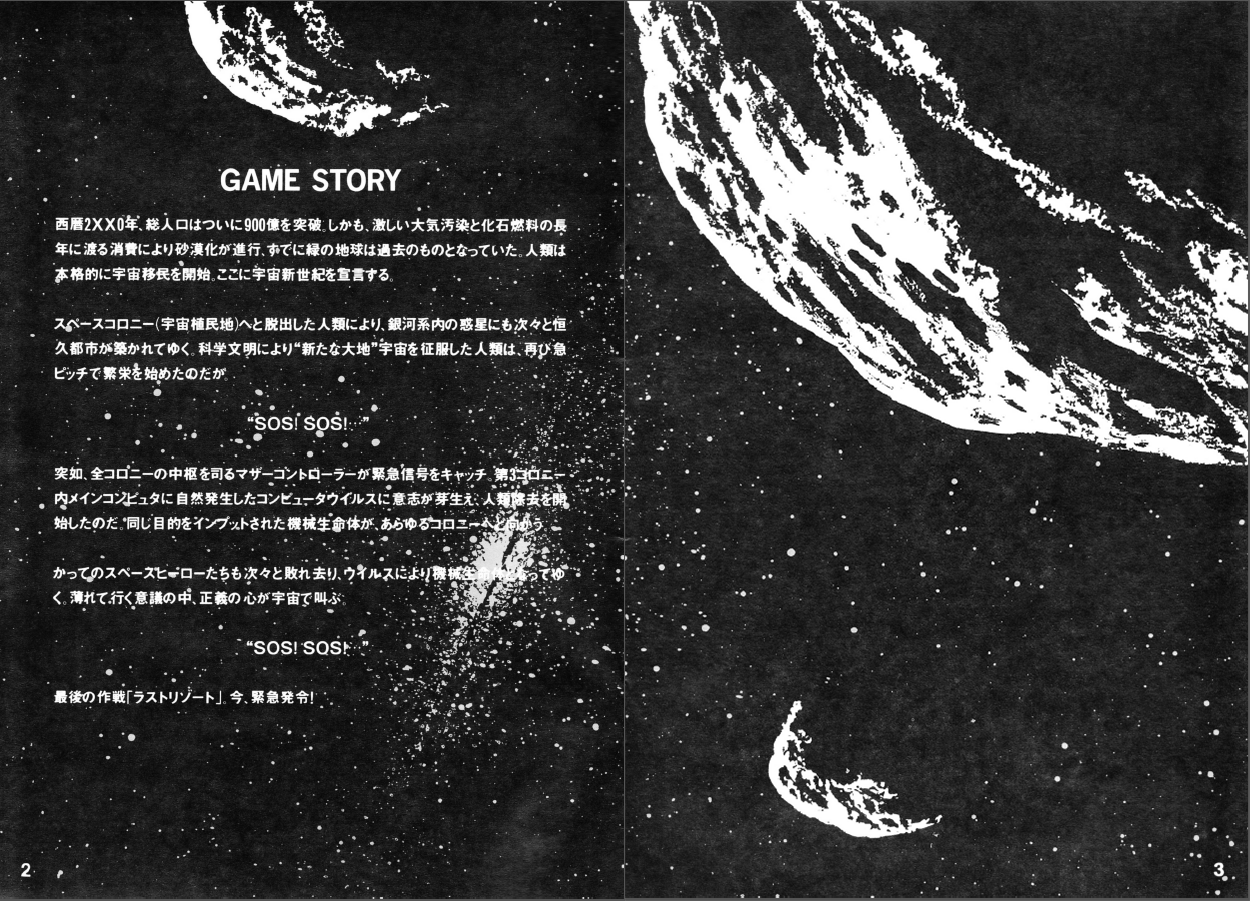 GAME STORY
西暦2XX0年、総人口はついに900億を突破。しかも、激しい大気汚染と化石燃料の長
年に渡る消費により砂漠化が進行、すでに緑の地球は過去のものとなっていた。人類は
本格的に宇宙移民を開始。ここに宇宙新世紀を宣言する。
スペースコロニー(宇宙植民地)へと脱出した人類により、銀河系内の惑星にも次々と恒
久都市が築かれてゆく。科学文明により“新たな大地”宇宙を征服した人類は、再び急
ピッチで繁栄を始めたのだが
“SOS! SOS!…”
突如、全コロニーの中枢を司るマザーコントローラーが緊急信号をキャッチ。第3コロニー
内メインコンピュタに自然発生したコンピュータウイルスに意志が芽生え、人類除去を開
始したのだ。同じ目的をインプットされた機械生命体が、あらゆるコロニーへと向かう。
かってのスペースヒーローたちも次々と敗れ去り、ウイルスにより機械生命体となってゆ
く。薄れて行く意議の中、正義の心が宇宙で叫ぶ。
“SOS! SOS!…”
最後の作戦「ラストリゾート」。今、緊急発令!
2
3